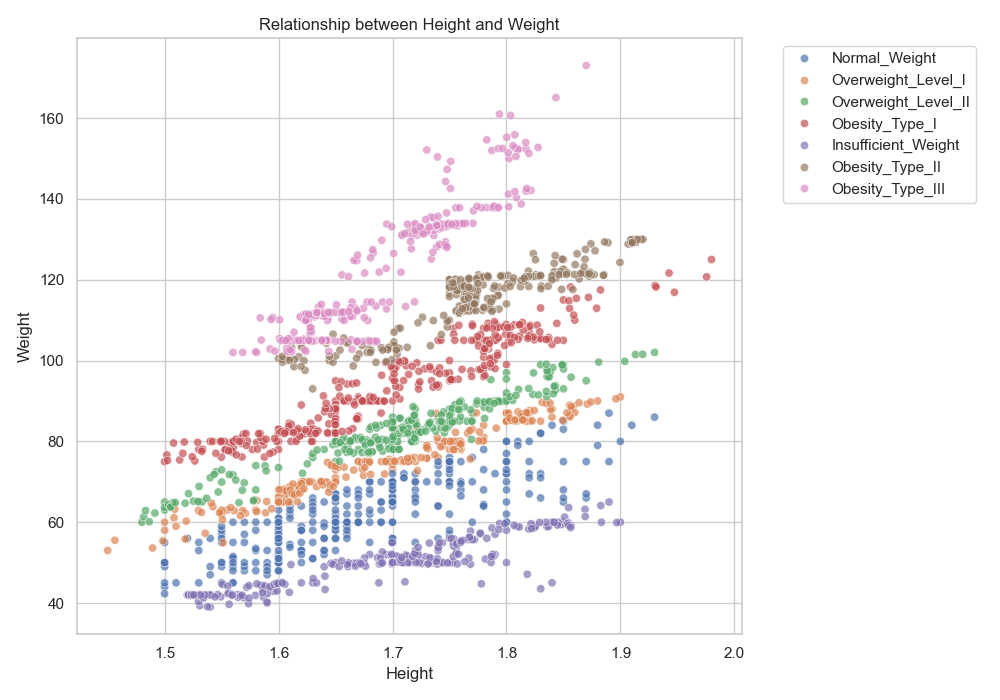 Relationship between Height and Weight
Normal_Weight
Overweight_Level_I
Overweight_Level_II
Obesity_Type_I
Insufficient_Weight
Obesity_Type_II
Obesity_Type_III
Weight
160
140
120
100
80
60
40
1.5 1.6 1.7 1.8 1.9 2.0
Height